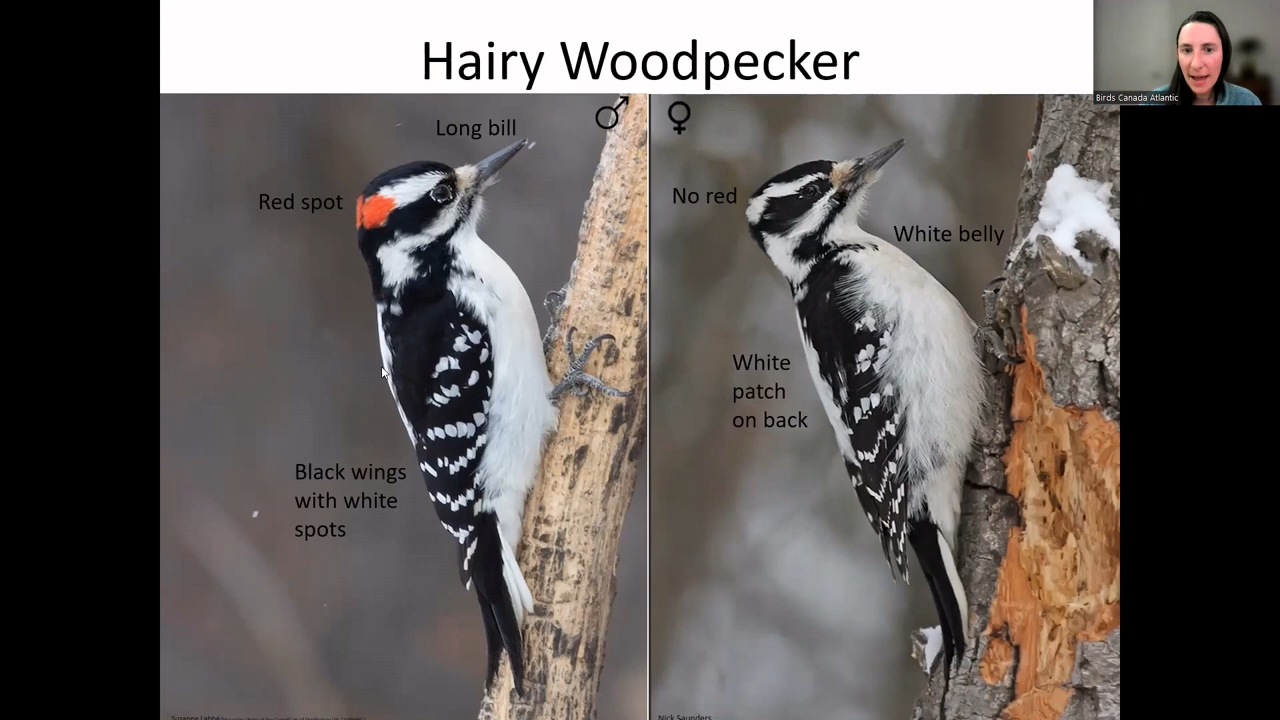 Hairy Woodpecker
Birds Canada Atlantic
♂
♀
Long bill
Red spot
No red
White belly
White
patch
on back
Black wings
with white
spots
Nick Saunders